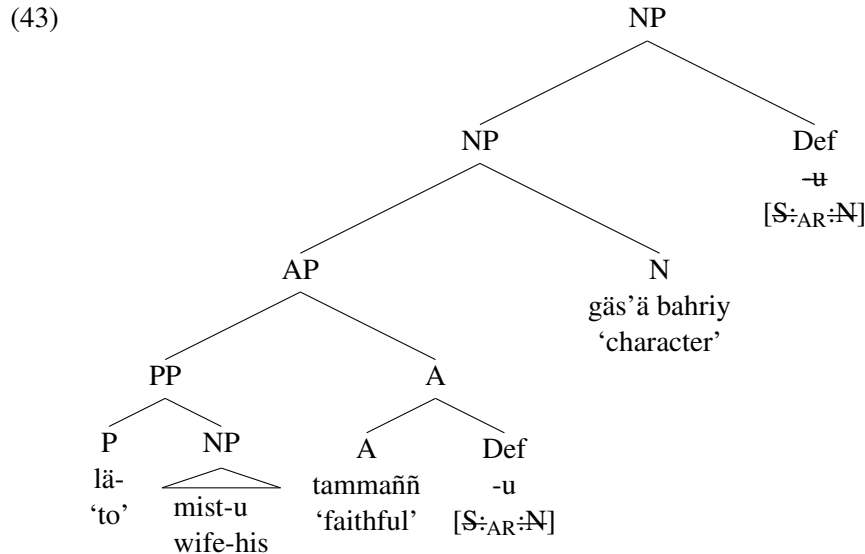 (43) NP
NP Def
-u
[S:AR:N]
AP N
gäs'ä bahriy
'character'
PP A
P NP A Def
lä- tammaññ -u
'to' mist-u 'faithful' [S:AR:N]
wife-his